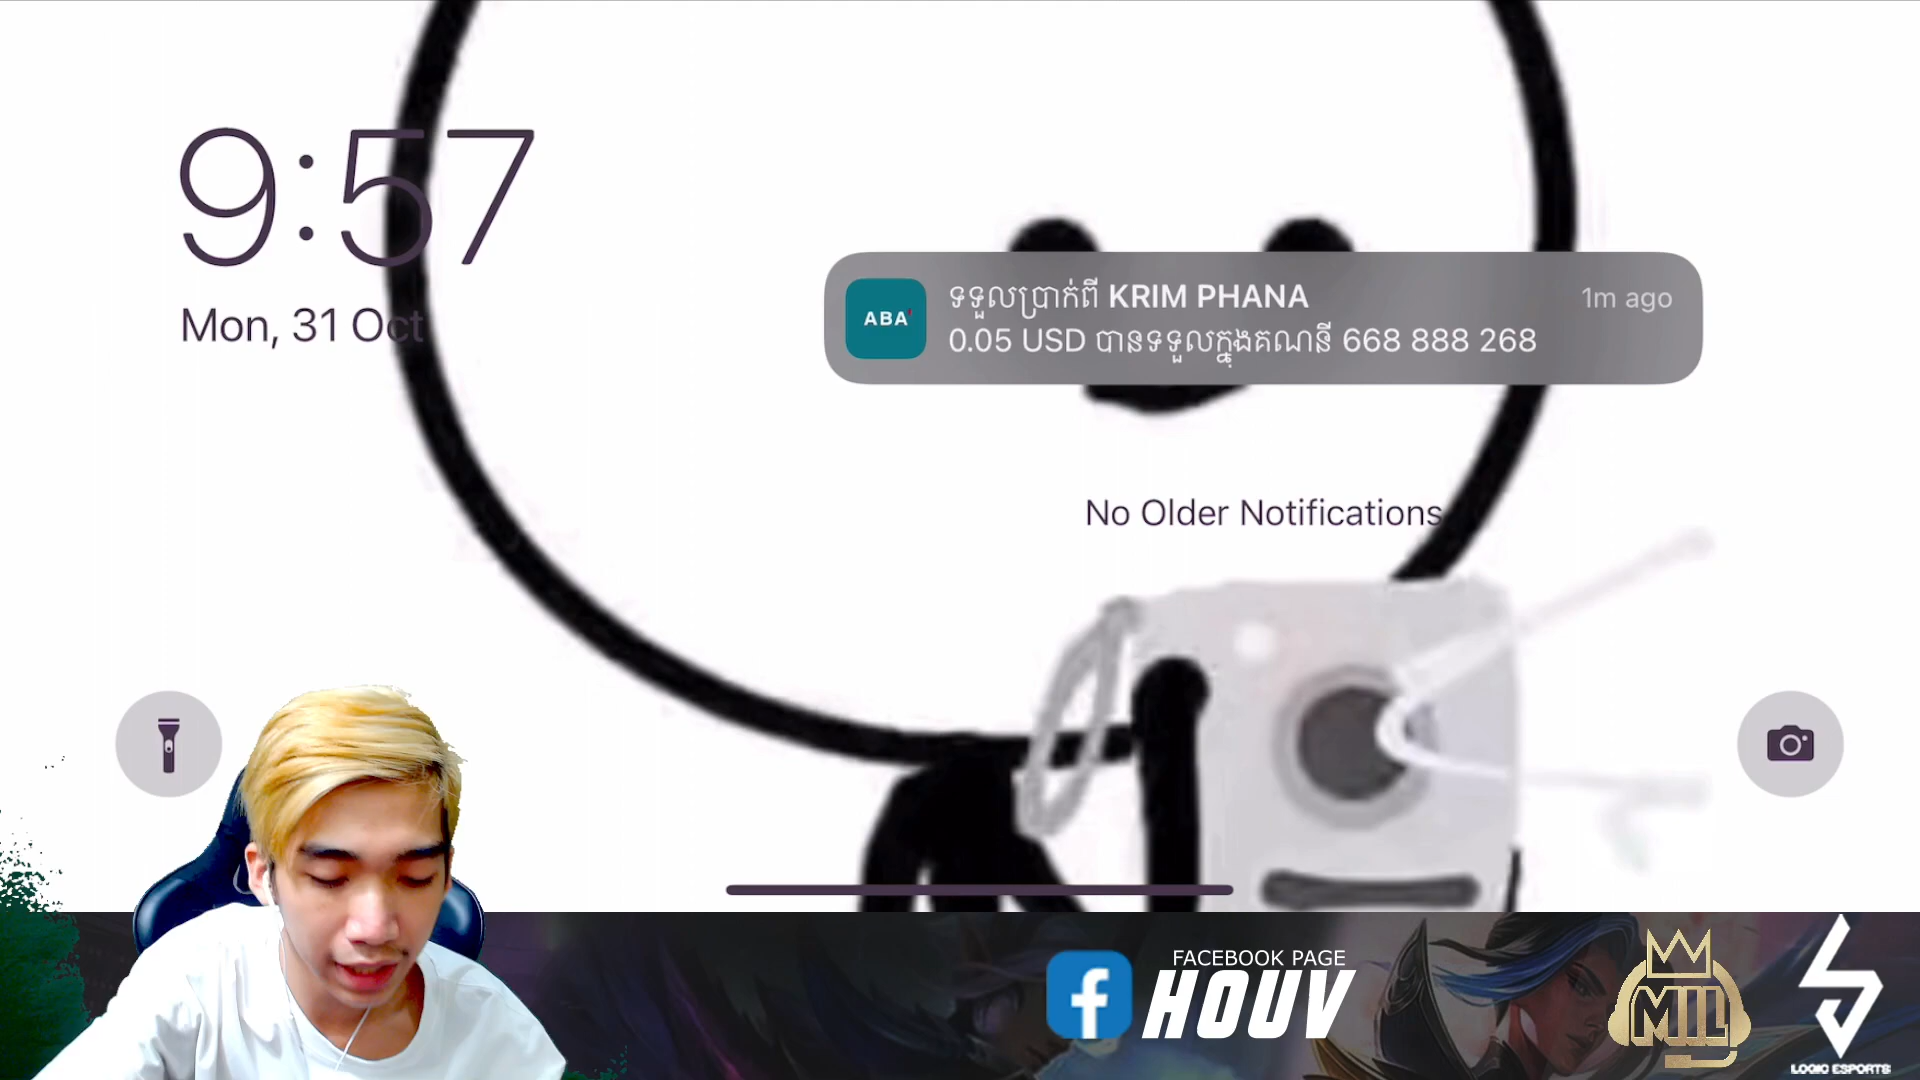 9:57
Mon, 31 Oct
ABA'
ទទួលប្រាក់ពី KRIM PHANA
1m ago
0.05 USD បានទទួលក្នុងគណនី 668 888 268
No Older Notifications
FACEBOOK PAGE
HOUV
MIL
LOGIC ESPORTS